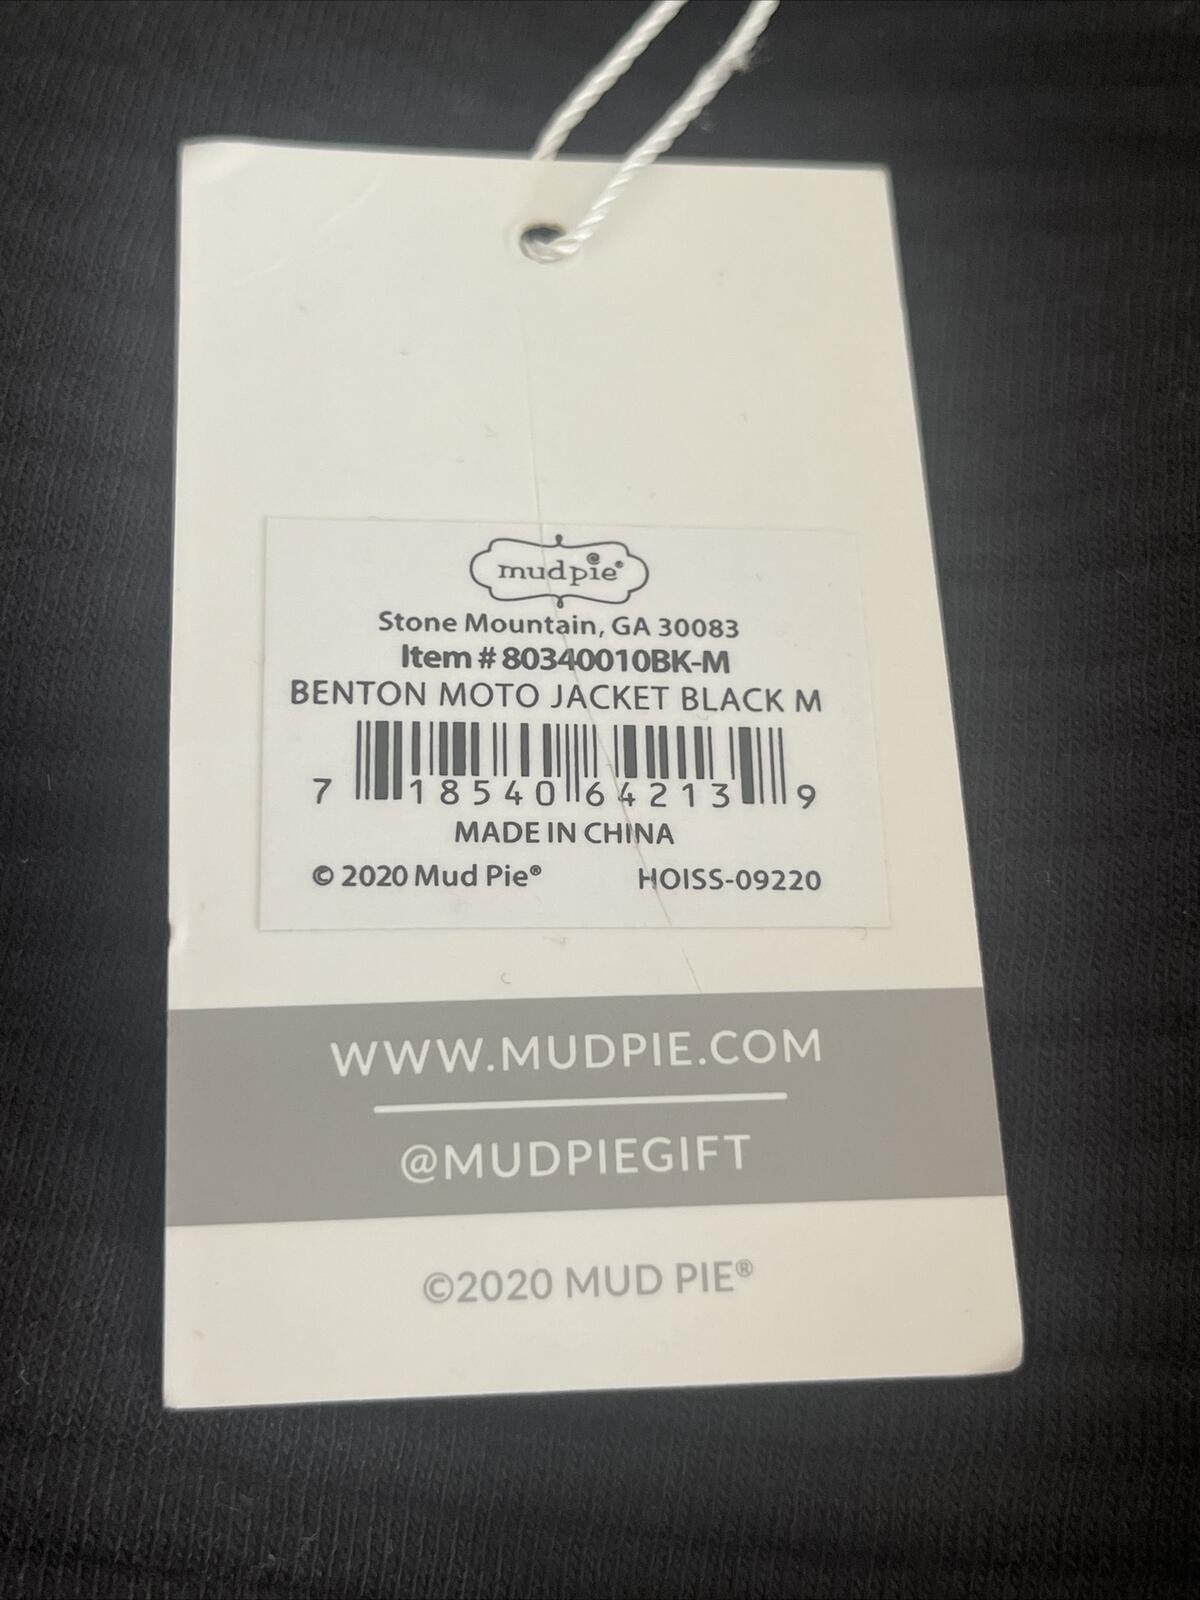 mudpie®
Stone Mountain, GA 30083
Item # 80340010BK-M
BENTON MOTO JACKET BLACK M
7 18540 64213 9
MADE IN CHINA
© 2020 Mud Pie® HOISS-09220
WWW.MUDPIE.COM
@MUDPIEGIFT
©2020 MUD PIE®